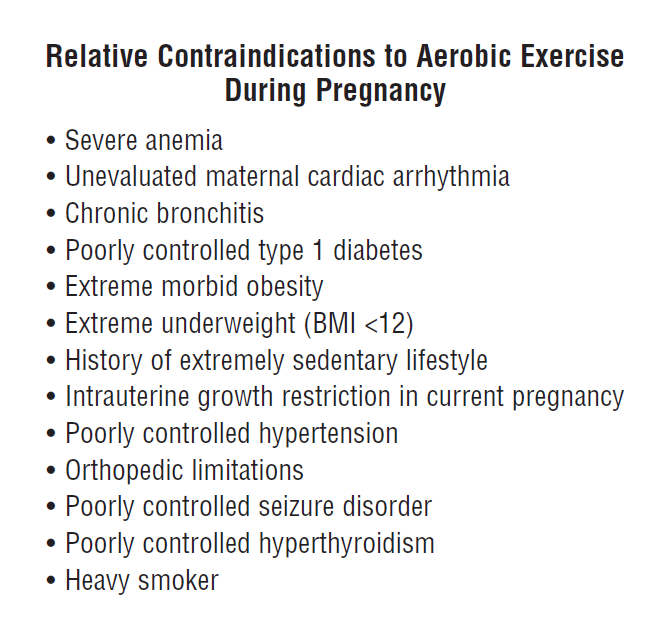 Relative Contraindications to Aerobic Exercise
During Pregnancy
• Severe anemia
• Unevaluated maternal cardiac arrhythmia
• Chronic bronchitis
• Poorly controlled type 1 diabetes
• Extreme morbid obesity
• Extreme underweight (BMI <12)
• History of extremely sedentary lifestyle
• Intrauterine growth restriction in current pregnancy
• Poorly controlled hypertension
• Orthopedic limitations
• Poorly controlled seizure disorder
• Poorly controlled hyperthyroidism
• Heavy smoker